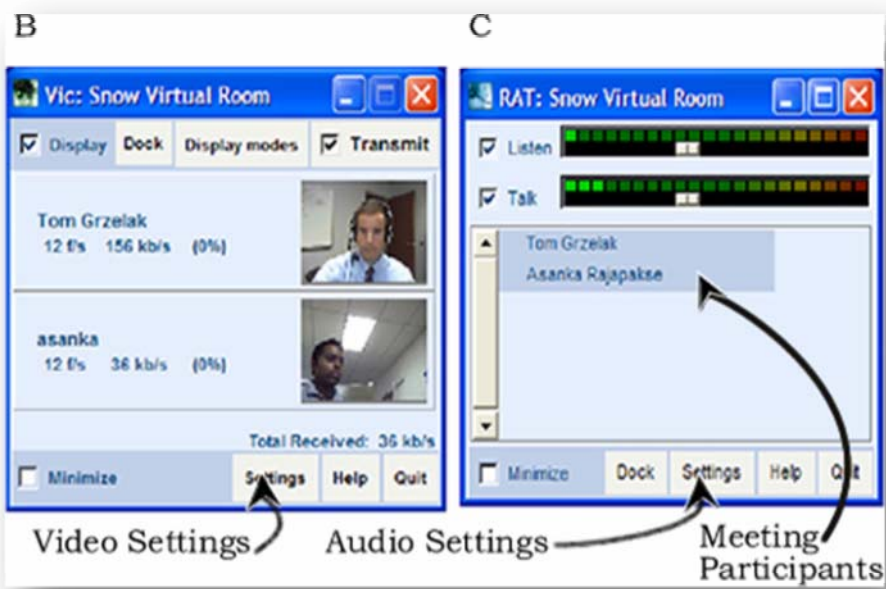 B
C
Vic: Snow Virtual Room
Display Dock Display modes Transmit
Tom Grzelak
12 f/s 156 kb/s (0%)
asanka
12 f/s 36 kb/s (0%)
Total Received: 36 kb/s
Minimize Settings Help Quit
Video Settings
RAT: Snow Virtual Room
Listen
Talk
Tom Grzelak
Asanka Rajapakse
Minimize Dock Settings Help Quit
Audio Settings
Meeting
Participants